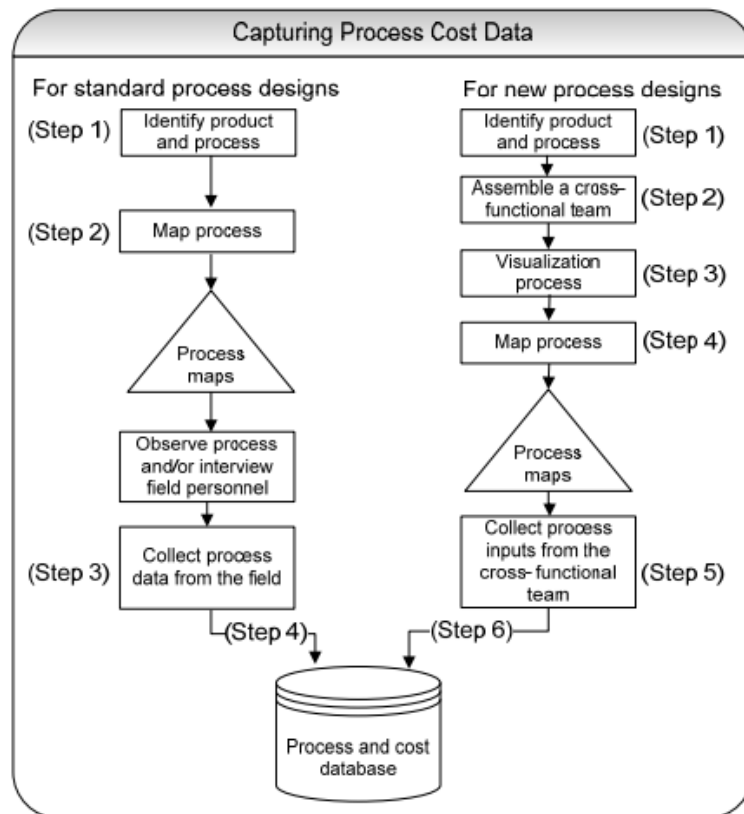 Capturing Process Cost Data
For standard process designs
(Step 1)
Identify product
and process
(Step 2)
Map process
Process
maps
Observe process
and/or interview
field personnel
(Step 3)
Collect process
data from the field
(Step 4)
For new process designs
Identify product
and process
(Step 1)
Assemble a cross-
functional team
(Step 2)
Visualization
process
(Step 3)
Map process
(Step 4)
Process
maps
Collect process
inputs from the
cross-functional
team
(Step 5)
(Step 6)
Process and cost
database